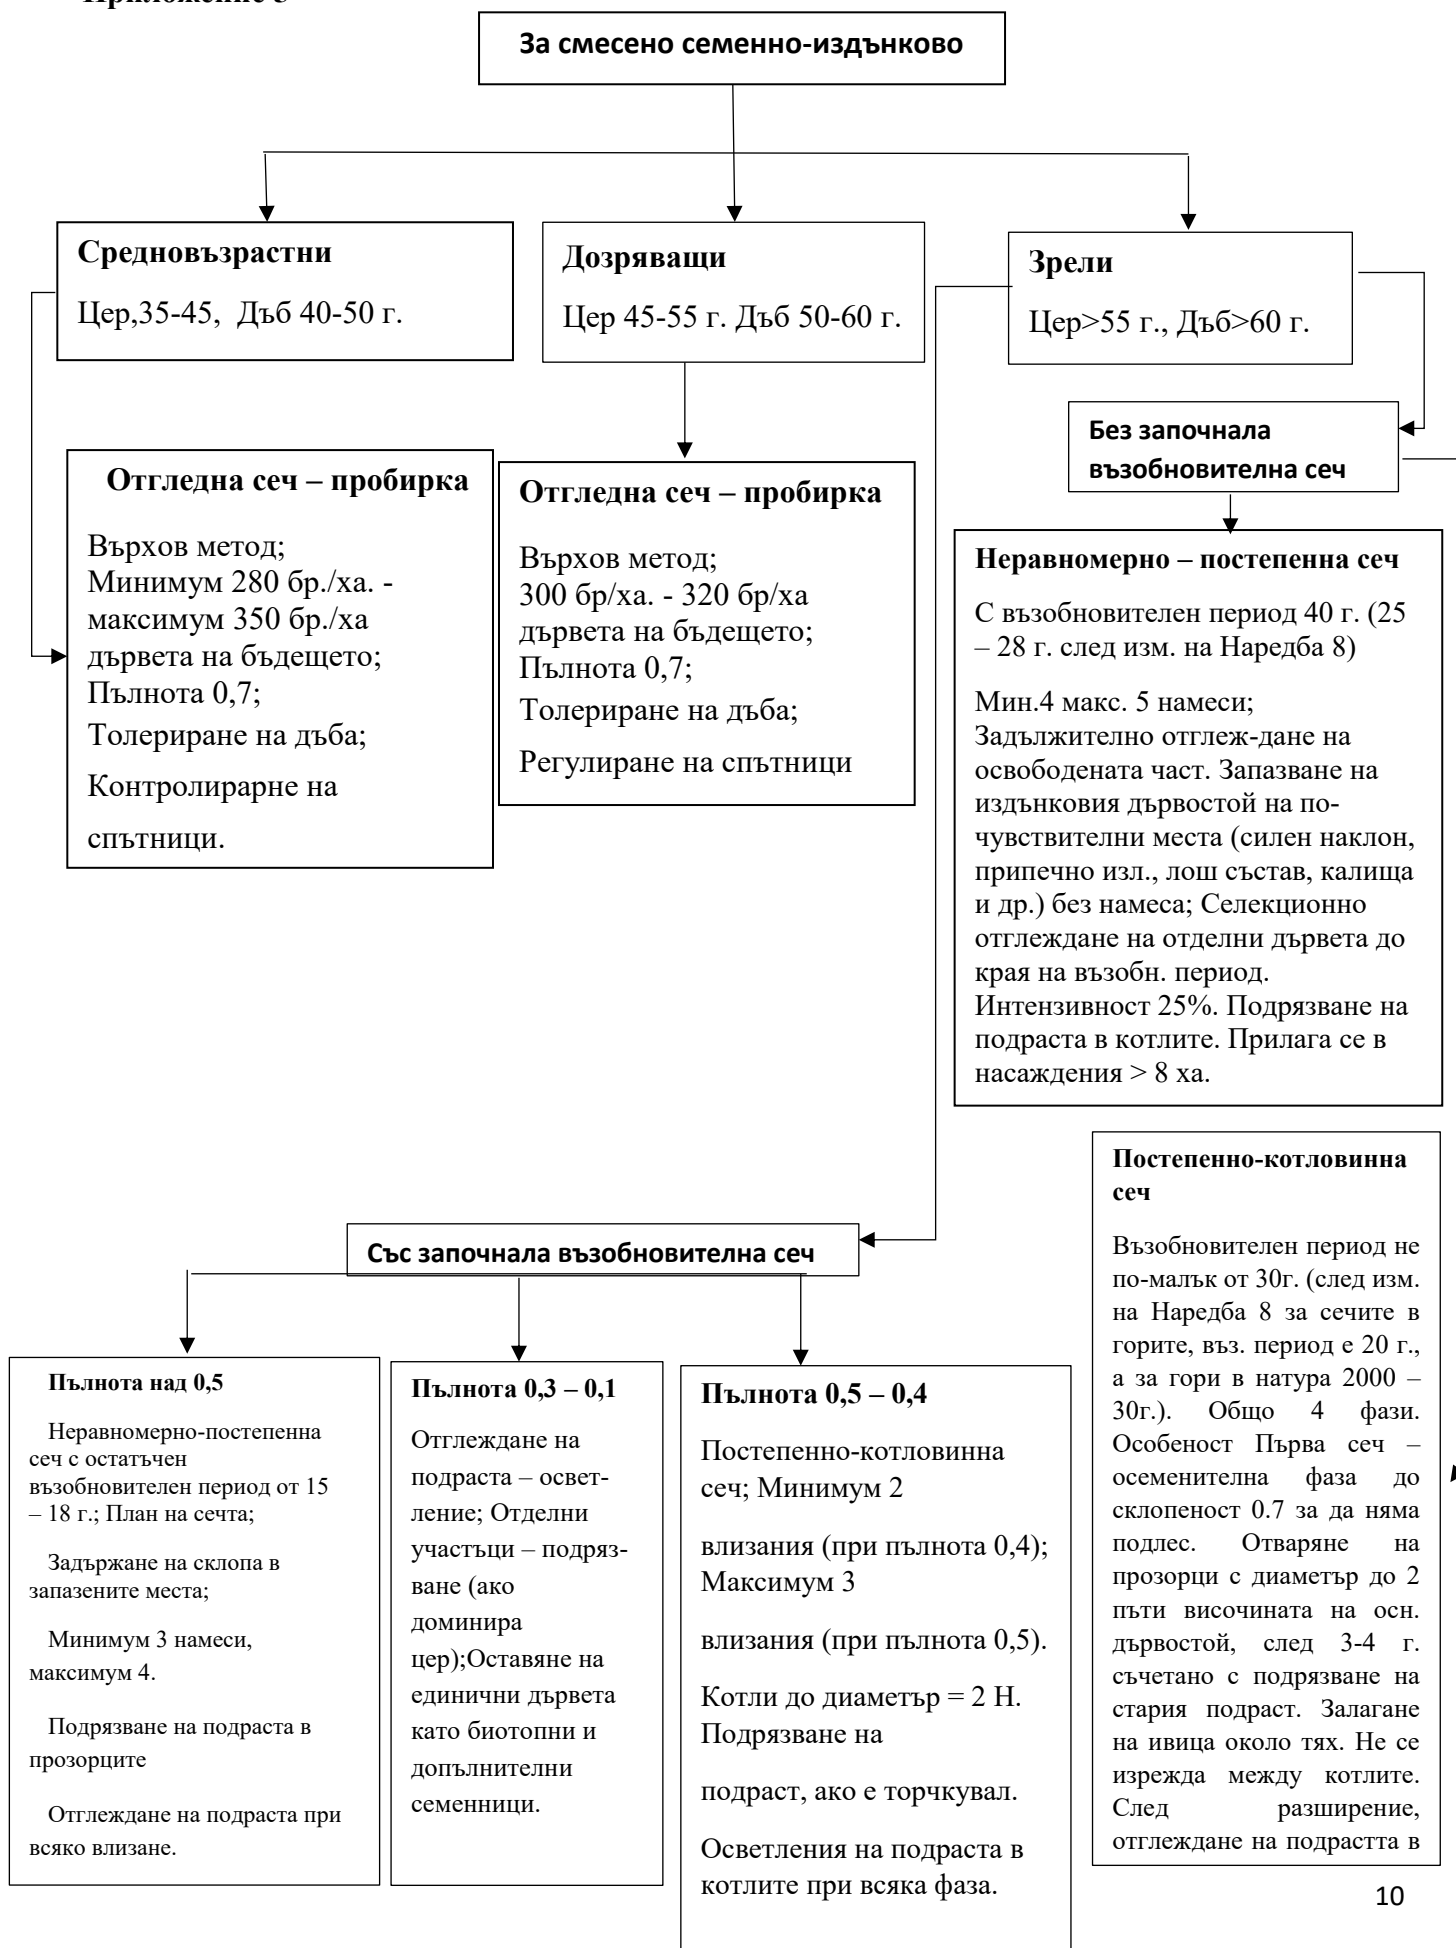 Приложение 3
За смесено семенно-издънково
Средновъзрастни
Цер,35-45, Дъб 40-50 г.
Дозряващи
Цер 45-55 г. Дъб 50-60 г.
Зрели
Цер>55 г., Дъб>60 г.
Без започнала
възобновителна сеч
Отгледна сеч – пробирка
Върхов метод;
Минимум 280 бр./ха. -
максимум 350 бр./ха
дървета на бъдещето;
Пълнота 0,7;
Толериране на дъба;
Контролирарне на
спътници.
Отгледна сеч – пробирка
Върхов метод;
300 бр/ха. - 320 бр/ха
дървета на бъдещето;
Пълнота 0,7;
Толериране на дъба;
Регулиране на спътници
Неравномерно – постепенна сеч
С възобновителен период 40 г. (25
– 28 г. след изм. на Наредба 8)
Мин.4 макс. 5 намеси;
Задължително отглеж-дане на
освободената част. Запазване на
издънковия дървостой на по-
чувствителни места (силен наклон,
припечно изл., лош състав, калища
и др.) без намеса; Селекционно
отглеждане на отделни дървета до
края на възобн. период.
Интензивност 25%. Подрязване на
подраста в котлите. Прилага се в
насаждения > 8 ха.
Със започнала възобновителна сеч
Пълнота над 0,5
Неравномерно-постепенна
сеч с остатъчен
възобновителен период от 15
– 18 г.; План на сечта;
Задържане на склопа в
запазените места;
Минимум 3 намеси,
максимум 4.
Подрязване на подраста в
прозорците
Отглеждане на подраста при
всяко влизане.
Пълнота 0,3 – 0,1
Отглеждане на
подраста – освет-
ление; Отделни
участъци – подряз-
ване (ако
доминира
цер);Оставяне на
единични дървета
като биотопни и
допълнителни
семенници.
Пълнота 0,5 – 0,4
Постепенно-котловинна
сеч; Минимум 2
влизания (при пълнота 0,4);
Максимум 3
влизания (при пълнота 0,5).
Котли до диаметър = 2 Н.
Подрязване на
подраст, ако е торчкувал.
Осветления на подраста в
котлите при всяка фаза.
Постепенно-котловинна
сеч
Възобновителен период не
по-малък от 30г. (след изм.
на Наредба 8 за сечите в
горите, въз. период е 20 г.,
а за гори в натура 2000 –
30г.). Общо 4 фази.
Особеност Първа сеч –
осеменителна фаза до
склопеност 0.7 за да няма
подлес. Отваряне на
прозорци с диаметър до 2
пъти височината на осн.
дървостой, след 3-4 г.
съчетано с подрязване на
стария подраст. Залагане
на ивица около тях. Не се
изрежда между котлите.
След разширение,
отглеждане на подрастта в
10